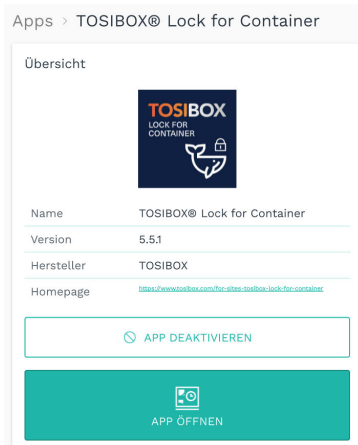 Apps > TOSIBOX® Lock for Container
Übersicht
TOSIBOX
LOCK FOR
CONTAINER
Name TOSIBOX® Lock for Container
Version 5.5.1
Hersteller TOSIBOX
Homepage https://www.tosibox.com/for-sites-tosibox-lock-for-container
APP DEAKTIVIEREN
APP ÖFFNEN